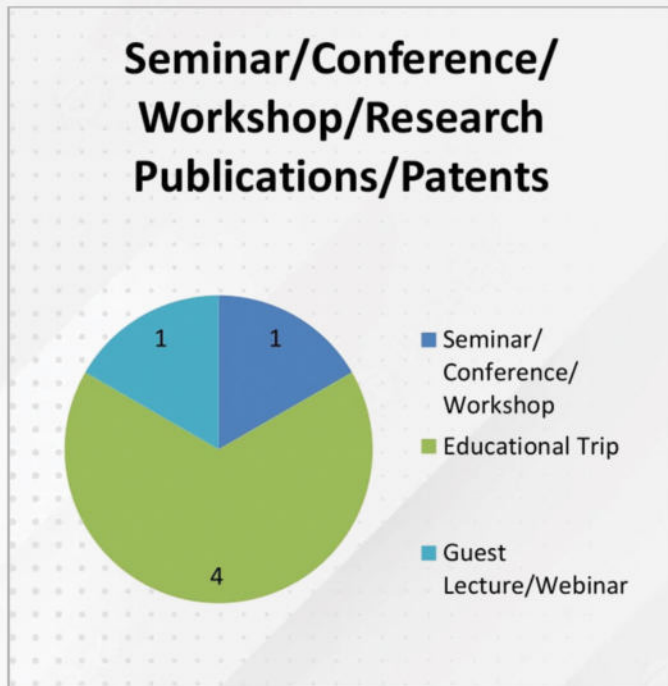 Seminar/Conference/
Workshop/Research
Publications/Patents
1
1
4
Seminar/
Conference/
Workshop
Educational Trip
Guest
Lecture/Webinar